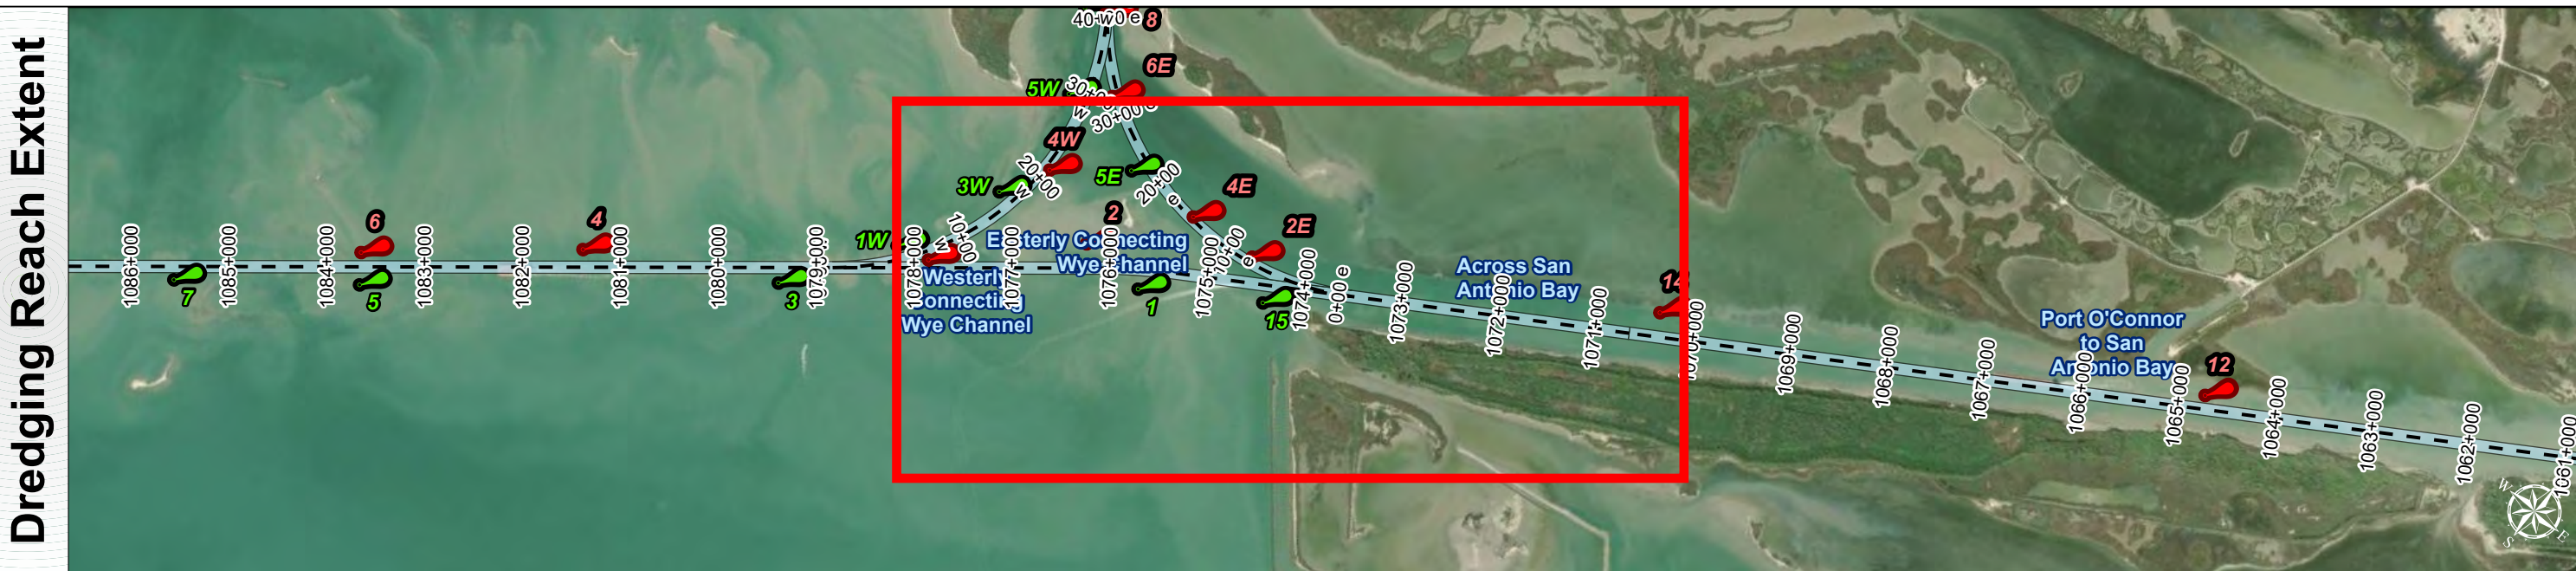 Dredging Reach Extent
8
6E
5W
30+00
w
30+00 e
4W
20+00
w
3W
5E
20+00
e
4E
2
2E
6
4
1W
10+00
w
10+00
e
Easterly Connecting
Wye Channel
Westerly
Connecting
Wye Channel
Across San
Antonio Bay
1086+000
1085+000
1084+000
1083+000
1082+000
1081+000
1080+000
1079+000
1078+000
1077+000
1076+000
1075+000
1074+000
0+00 e
1073+000
1072+000
1071+000
1070+000
1069+000
1068+000
1067+000
1066+000
1065+000
1064+000
1063+000
1062+000
1061+000
7
5
3
1
15
14
Port O'Connor
to San
Antonio Bay
12
W
S
E